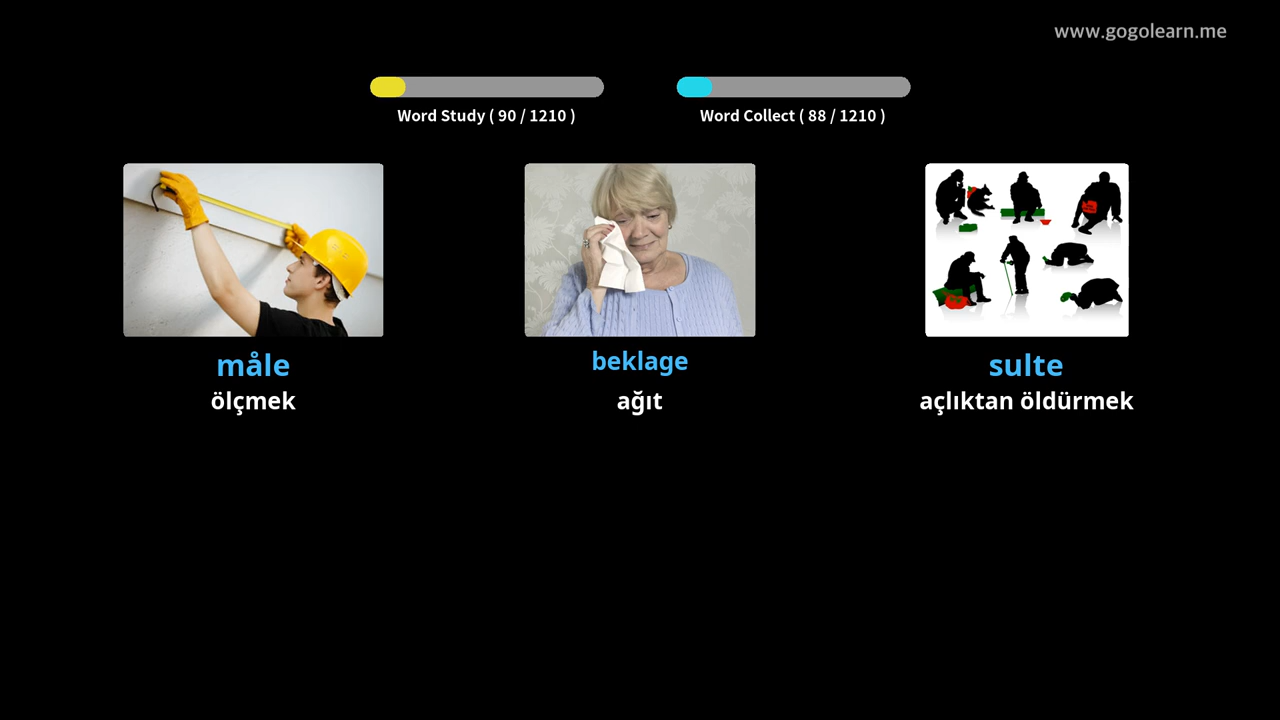 www.gogolearn.me
Word Study ( 90 / 1210 )
Word Collect ( 88 / 1210 )
måle
ölçmek
beklage
ağıt
sulte
açlıktan öldürmek